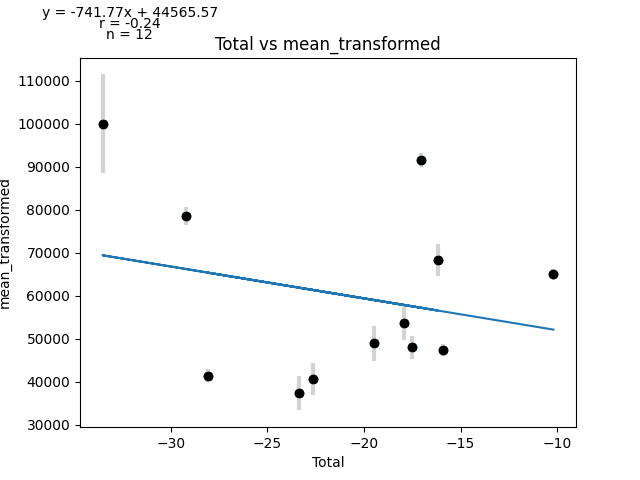 y = -741.77x + 44565.57
r = -0.24
n = 12
Total vs mean_transformed
110000
100000
90000
80000
70000
60000
50000
40000
30000
mean_transformed
−30
−25
−20
−15
−10
Total